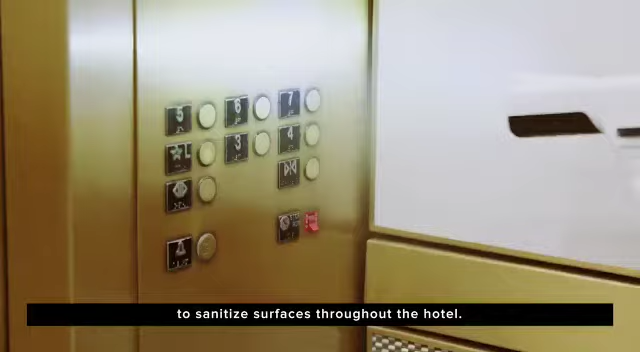 5 6 7
★L 3 4
to sanitize surfaces throughout the hotel.